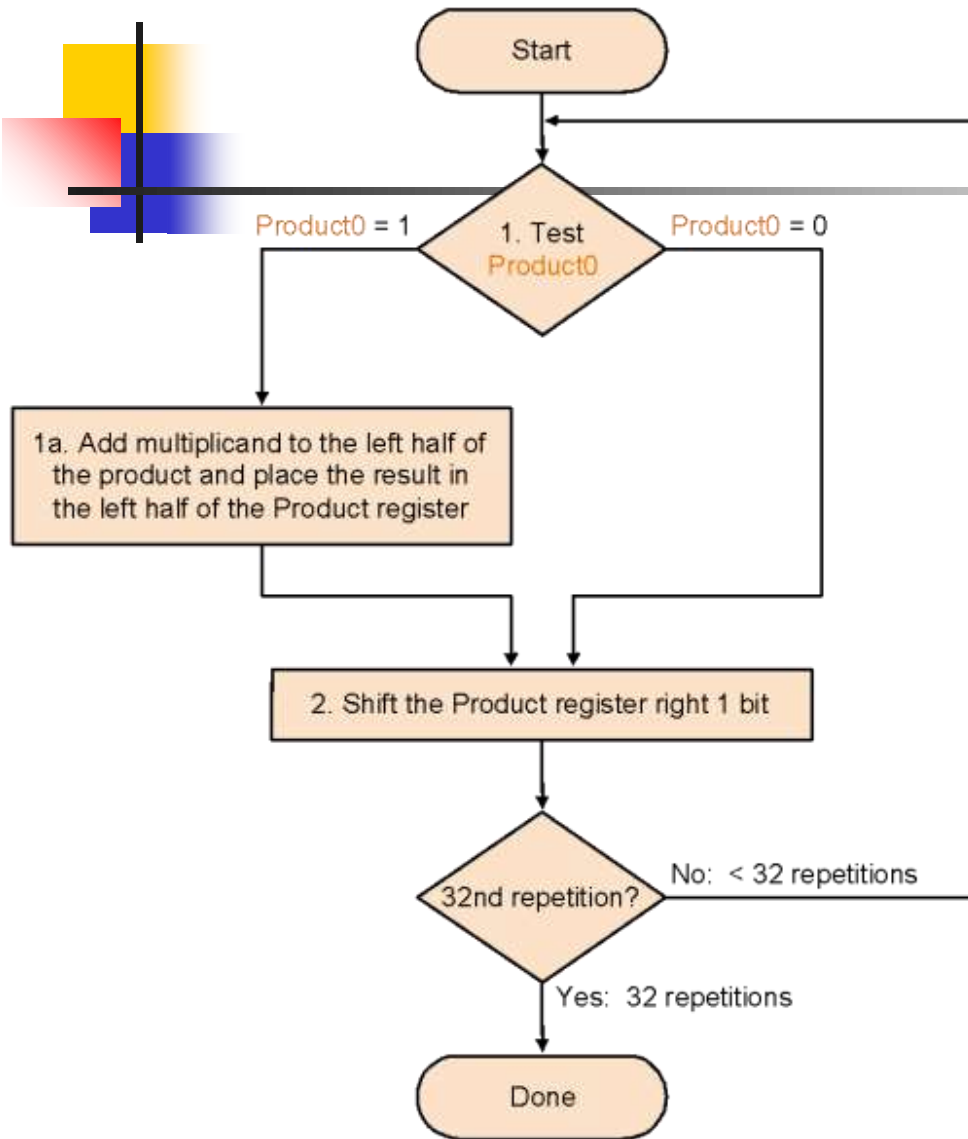 Start
Product0 = 1
1. Test
Product0
Product0 = 0
1a. Add multiplicand to the left half of
the product and place the result in
the left half of the Product register
2. Shift the Product register right 1 bit
32nd repetition?
No: < 32 repetitions
Yes: 32 repetitions
Done